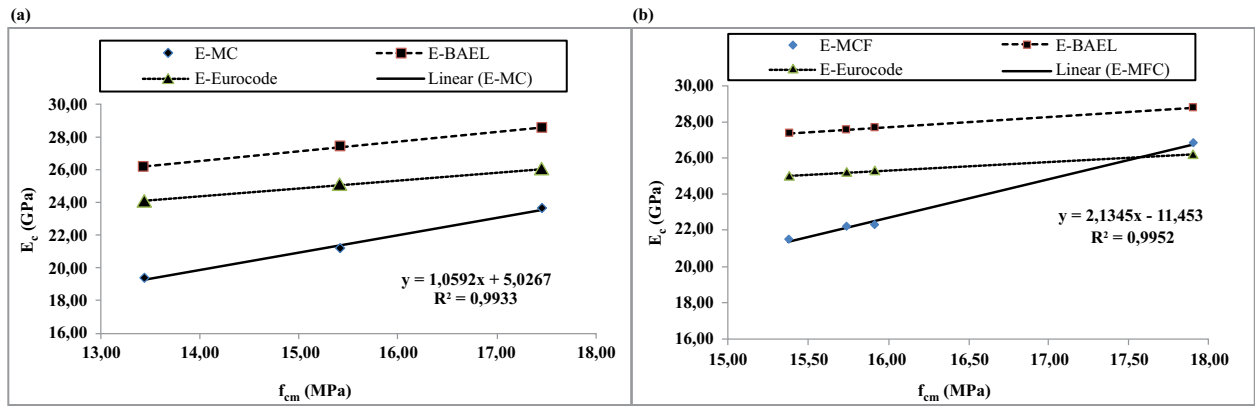 (a)
E-MC E-BAEL
E-Eurocode Linear (E-MC)
30,00
28,00
26,00
24,00
22,00
20,00
18,00
16,00
E_c (GPa)
y = 1,0592x + 5,0267
R² = 0,9933
13,00 14,00 15,00 16,00 17,00 18,00
f_cm (MPa)
(b)
E-MCF E-BAEL
E-Eurocode Linear (E-MFC)
30,00
28,00
26,00
24,00
22,00
20,00
18,00
16,00
E_c (GPa)
y = 2,1345x - 11,453
R² = 0,9952
15,00 15,50 16,00 16,50 17,00 17,50 18,00
f_cm (MPa)